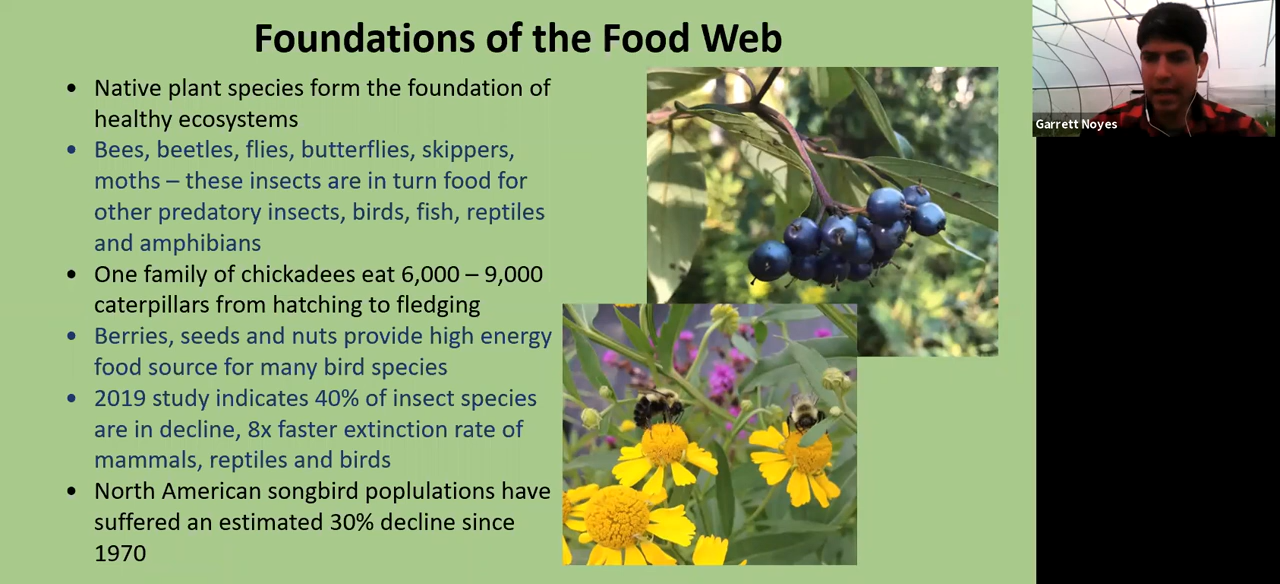 Foundations of the Food Web
• Native plant species form the foundation of
healthy ecosystems
• Bees, beetles, flies, butterflies, skippers,
moths – these insects are in turn food for
other predatory insects, birds, fish, reptiles
and amphibians
• One family of chickadees eat 6,000 – 9,000
caterpillars from hatching to fledging
• Berries, seeds and nuts provide high energy
food source for many bird species
• 2019 study indicates 40% of insect species
are in decline, 8x faster extinction rate of
mammals, reptiles and birds
• North American songbird poplulations have
suffered an estimated 30% decline since
1970
Garrett Noyes